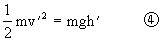 1/2 mv′² = mgh′ ④